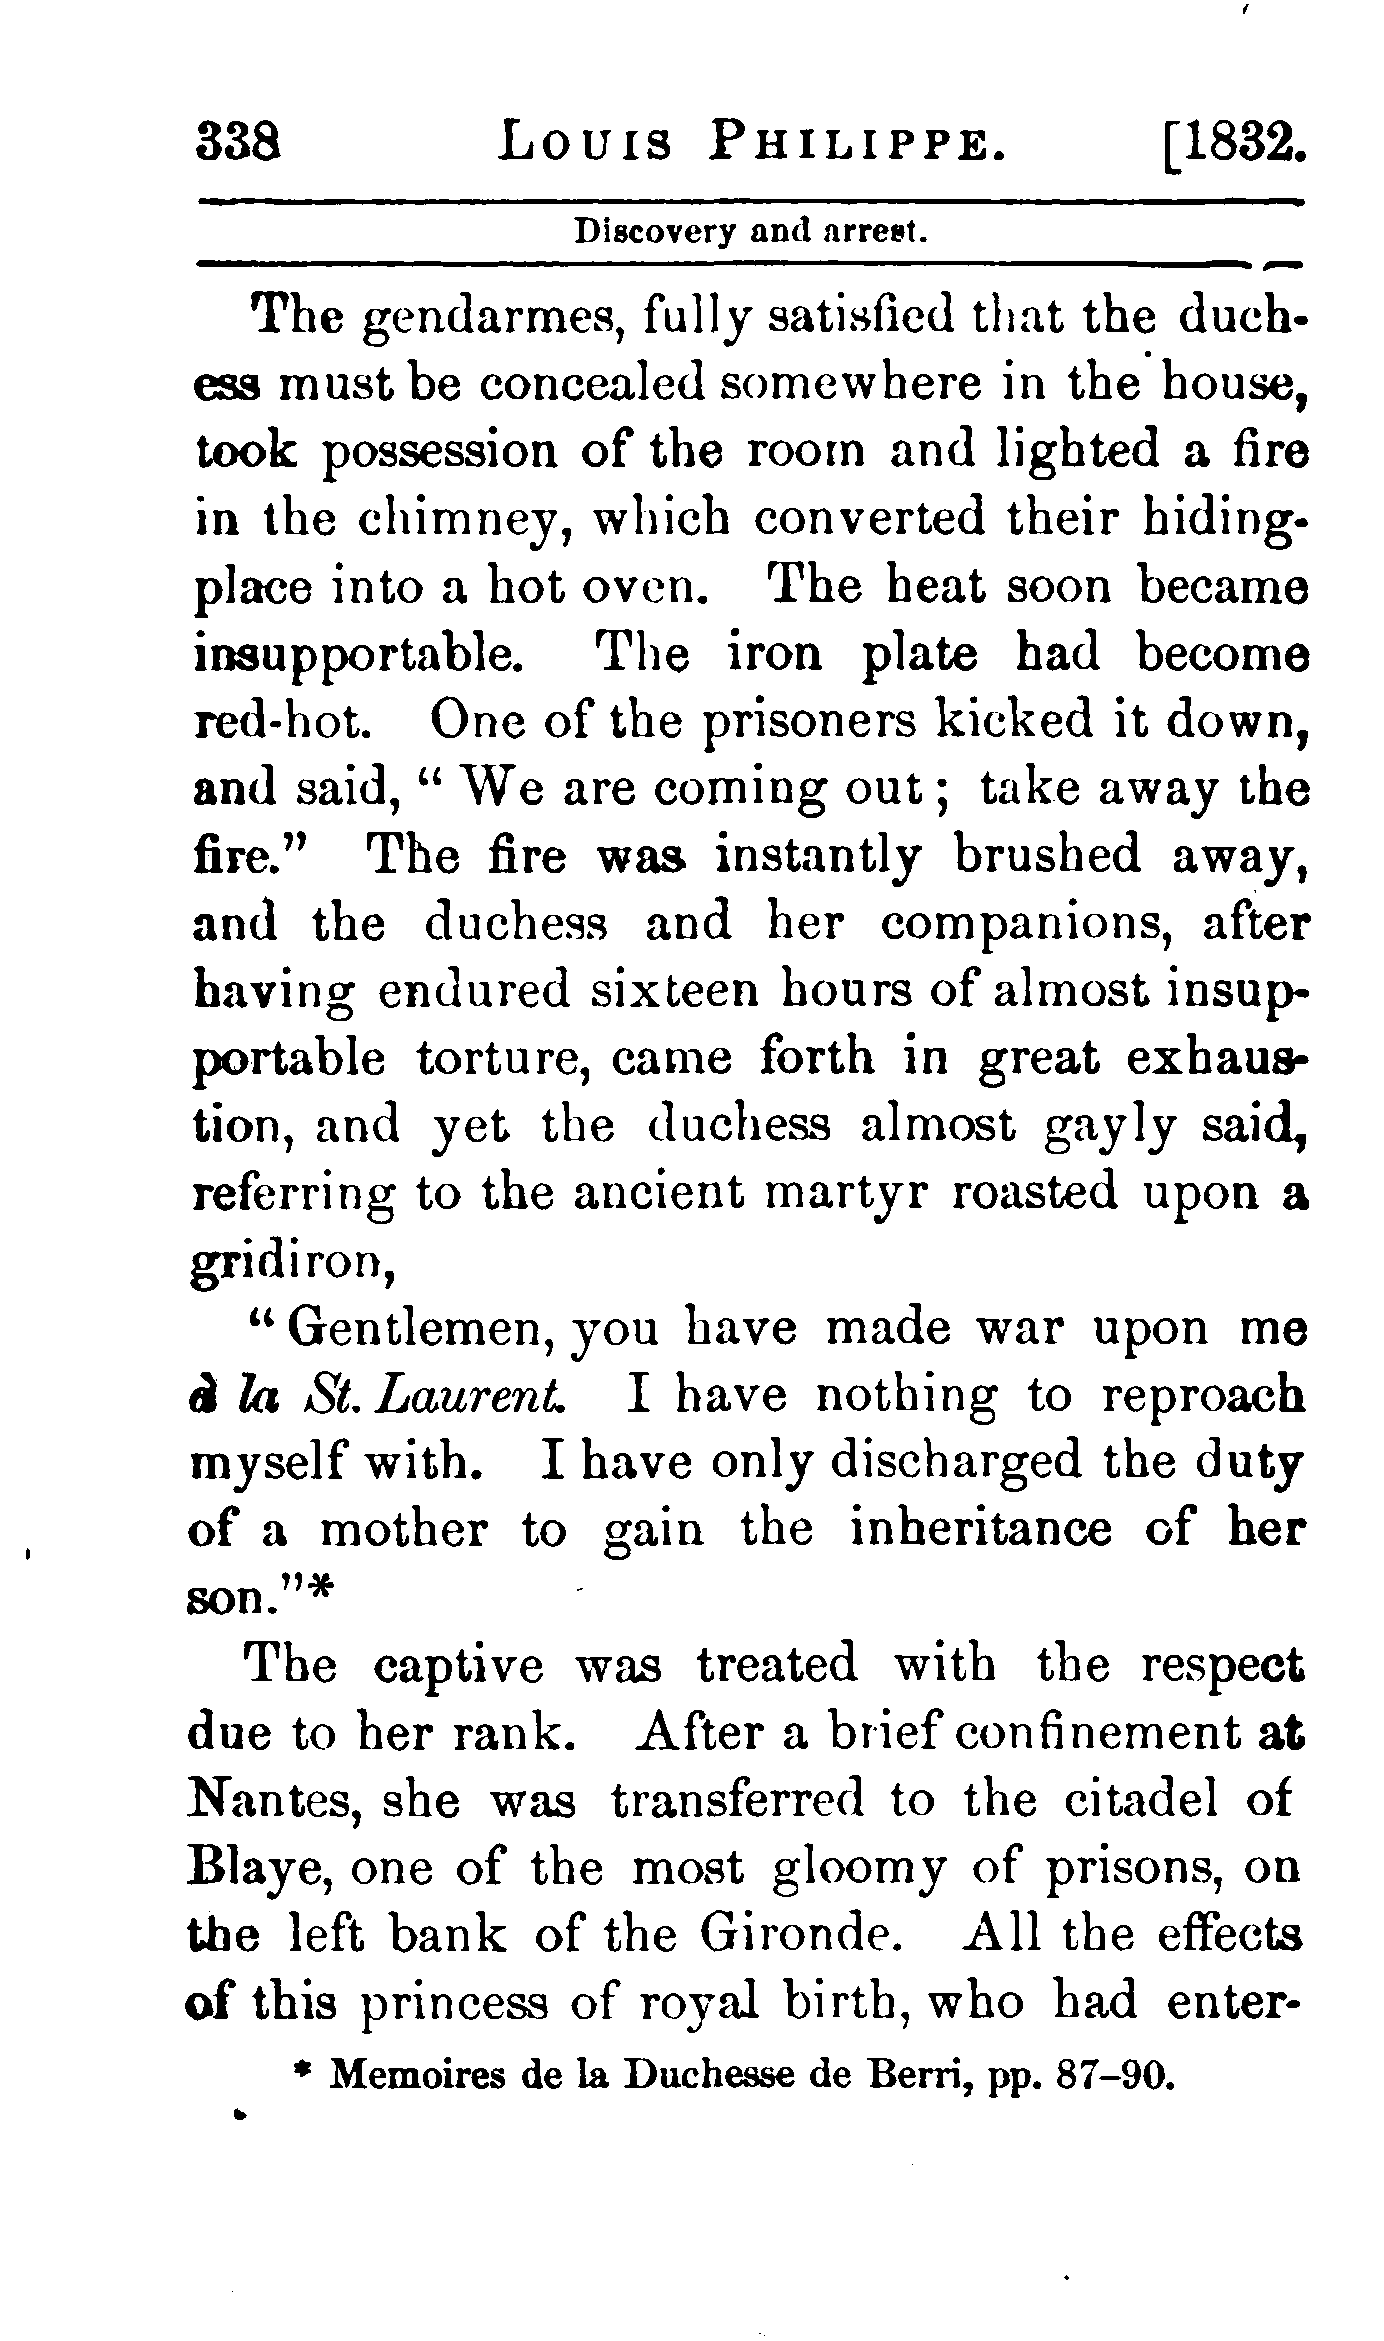 338 LOUIS PHILIPPE. [1832.
Discovery and arrest.
The gendarmes, fully satisfied that the duch-
ess must be concealed somewhere in the house,
took possession of the room and lighted a fire
in the chimney, which converted their hiding-
place into a hot oven. The heat soon became
insupportable. The iron plate had become
red-hot. One of the prisoners kicked it down,
and said, “ We are coming out ; take away the
fire.” The fire was instantly brushed away,
and the duchess and her companions, after
having endured sixteen hours of almost insup-
portable torture, came forth in great exhaus-
tion, and yet the duchess almost gayly said,
referring to the ancient martyr roasted upon a
gridiron,
“ Gentlemen, you have made war upon me
à la St. Laurent. I have nothing to reproach
myself with. I have only discharged the duty
of a mother to gain the inheritance of her
son.”*
The captive was treated with the respect
due to her rank. After a brief confinement at
Nantes, she was transferred to the citadel of
Blaye, one of the most gloomy of prisons, on
the left bank of the Gironde. All the effects
of this princess of royal birth, who had enter-
* Memoires de la Duchesse de Berri, pp. 87–90.